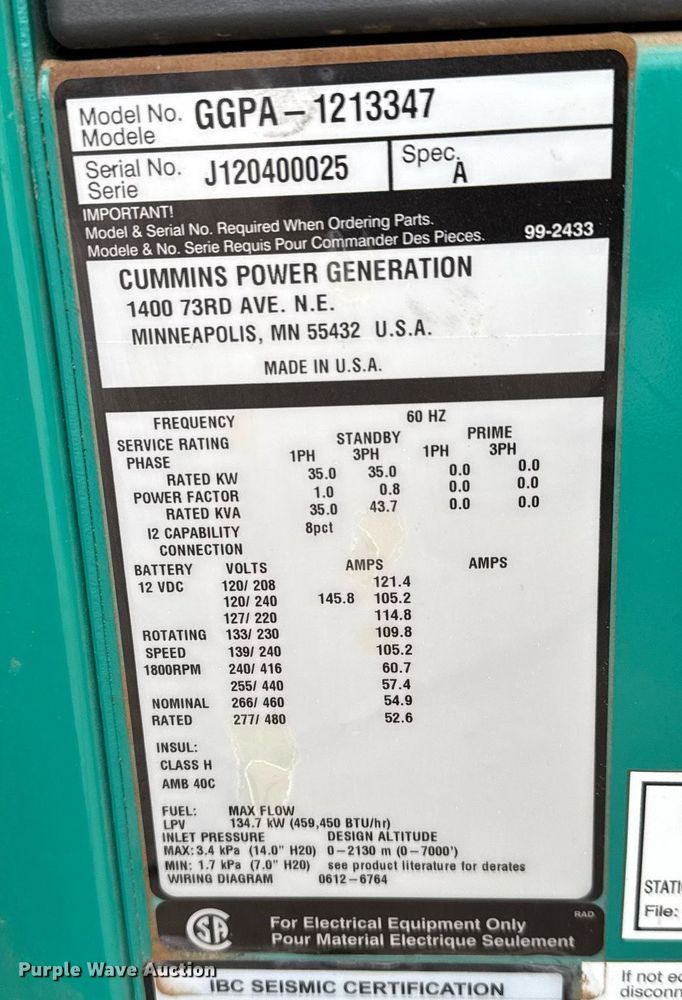 Model No. GGPA-1213347
Modele
Serial No. J120400025 Spec. A
Serie
IMPORTANT!
Model & Serial No. Required When Ordering Parts.
Modele & No. Serie Requis Pour Commander Des Pieces. 99-2433
CUMMINS POWER GENERATION
1400 73RD AVE. N.E.
MINNEAPOLIS, MN 55432 U.S.A.
MADE IN U.S.A.
FREQUENCY 60 HZ
SERVICE RATING STANDBY PRIME
PHASE 1PH 3PH 1PH 3PH
RATED KW 35.0 35.0 0.0 0.0
POWER FACTOR 1.0 0.8 0.0 0.0
RATED KVA 35.0 43.7 0.0 0.0
I2 CAPABILITY 8pct
CONNECTION
BATTERY VOLTS AMPS AMPS
12 VDC 120/ 208 121.4
120/ 240 145.8 105.2
127/ 220 114.8
ROTATING 133/ 230 109.8
SPEED 139/ 240 105.2
1800RPM 240/ 416 60.7
255/ 440 57.4
NOMINAL 266/ 460 54.9
RATED 277/ 480 52.6
INSUL:
CLASS H
AMB 40C
FUEL: MAX FLOW
LPV 134.7 kW (459,450 BTU/hr)
INLET PRESSURE DESIGN ALTITUDE
MAX: 3.4 kPa (14.0" H20) 0-2130 m (0-7000')
MIN: 1.7 kPa (7.0" H20) see product literature for derates
WIRING DIAGRAM 0612-6764
RAD
SA For Electrical Equipment Only
Pour Material Electrique Seulement
IBC SEISMIC CERTIFICATION
STATI
File:
If not eq
disconn
Purple Wave Auction